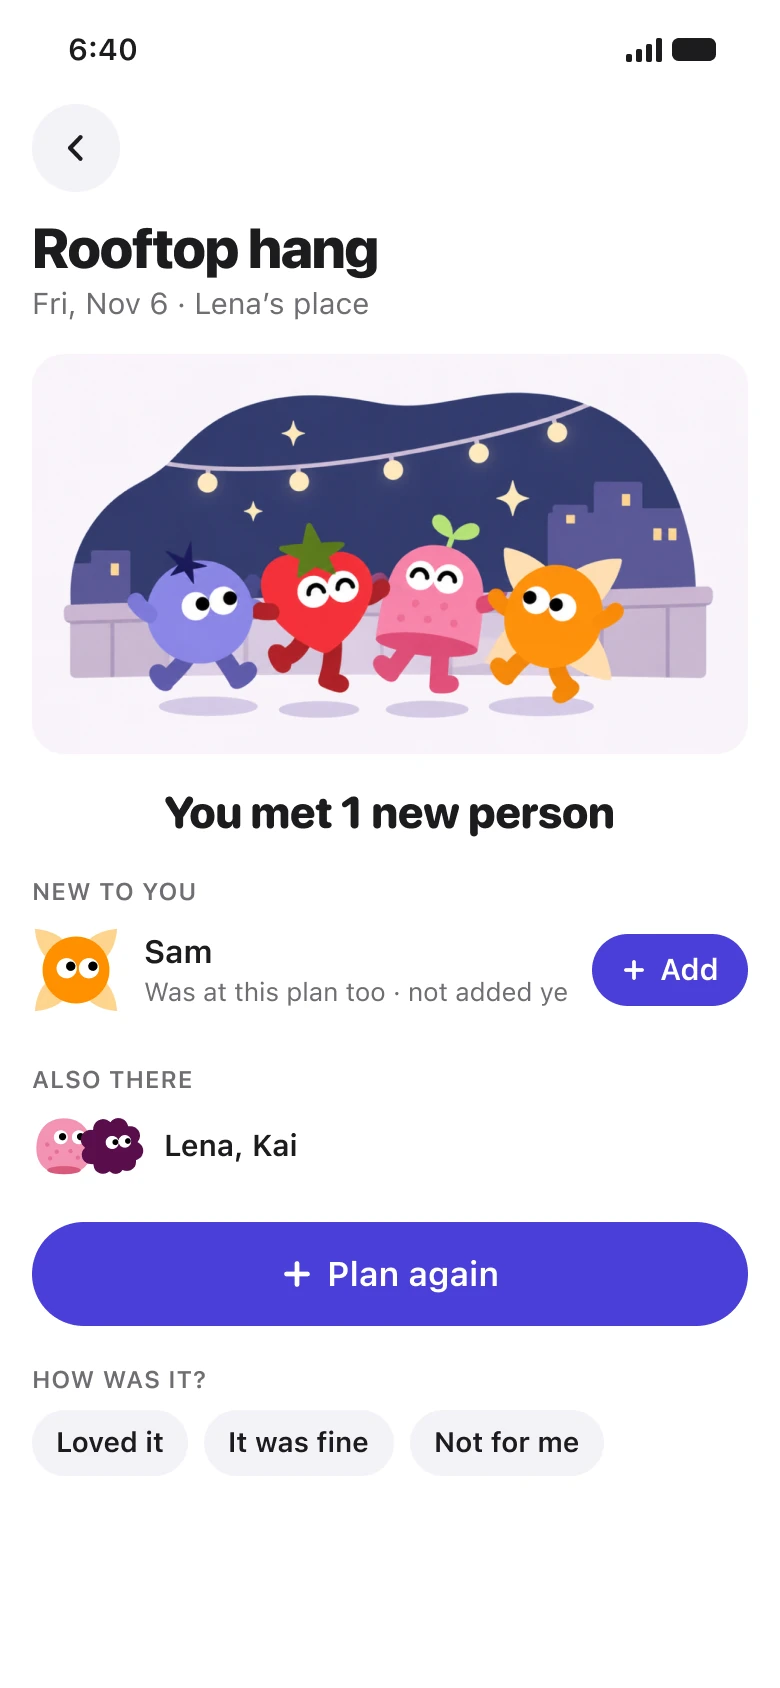 6:40
Rooftop hang
Fri, Nov 6 · Lena’s place
You met 1 new person
NEW TO YOU
Sam
Was at this plan too · not added ye
+ Add
ALSO THERE
Lena, Kai
+ Plan again
HOW WAS IT?
Loved it
It was fine
Not for me